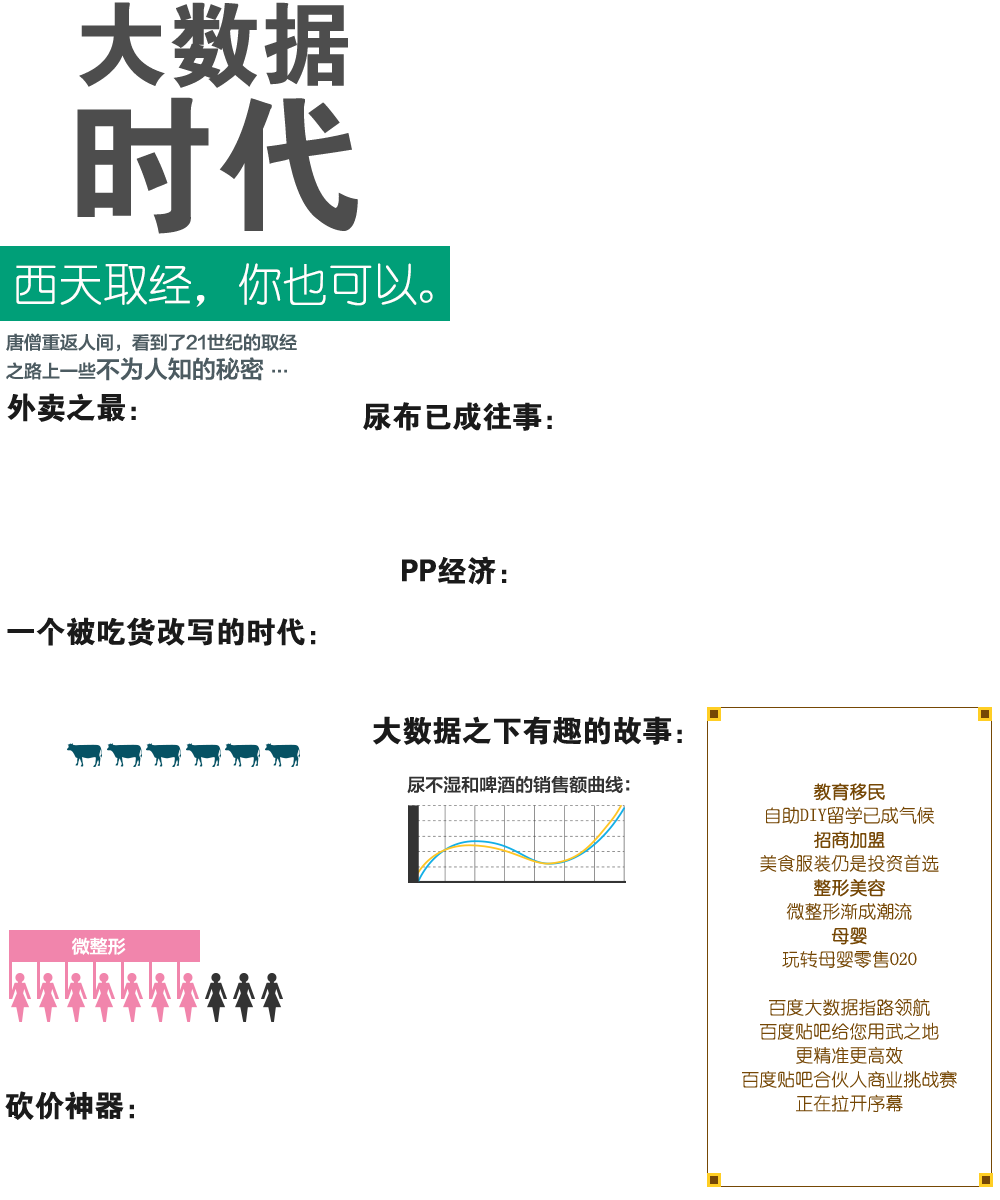 大数据
时代
西天取经，你也可以。
唐僧重返人间，看到了21世纪的取经
之路上一些不为人知的秘密 …
外卖之最：
尿布已成往事：
PP经济：
一个被吃货改写的时代：
大数据之下有趣的故事：
尿不湿和啤酒的销售额曲线：
微整形
砍价神器：
教育移民
自助DIY留学已成气候
招商加盟
美食服装仍是投资首选
整形美容
微整形渐成潮流
母婴
玩转母婴零售O2O
百度大数据指路领航
百度贴吧给您用武之地
更精准更高效
百度贴吧合伙人商业挑战赛
正在拉开序幕